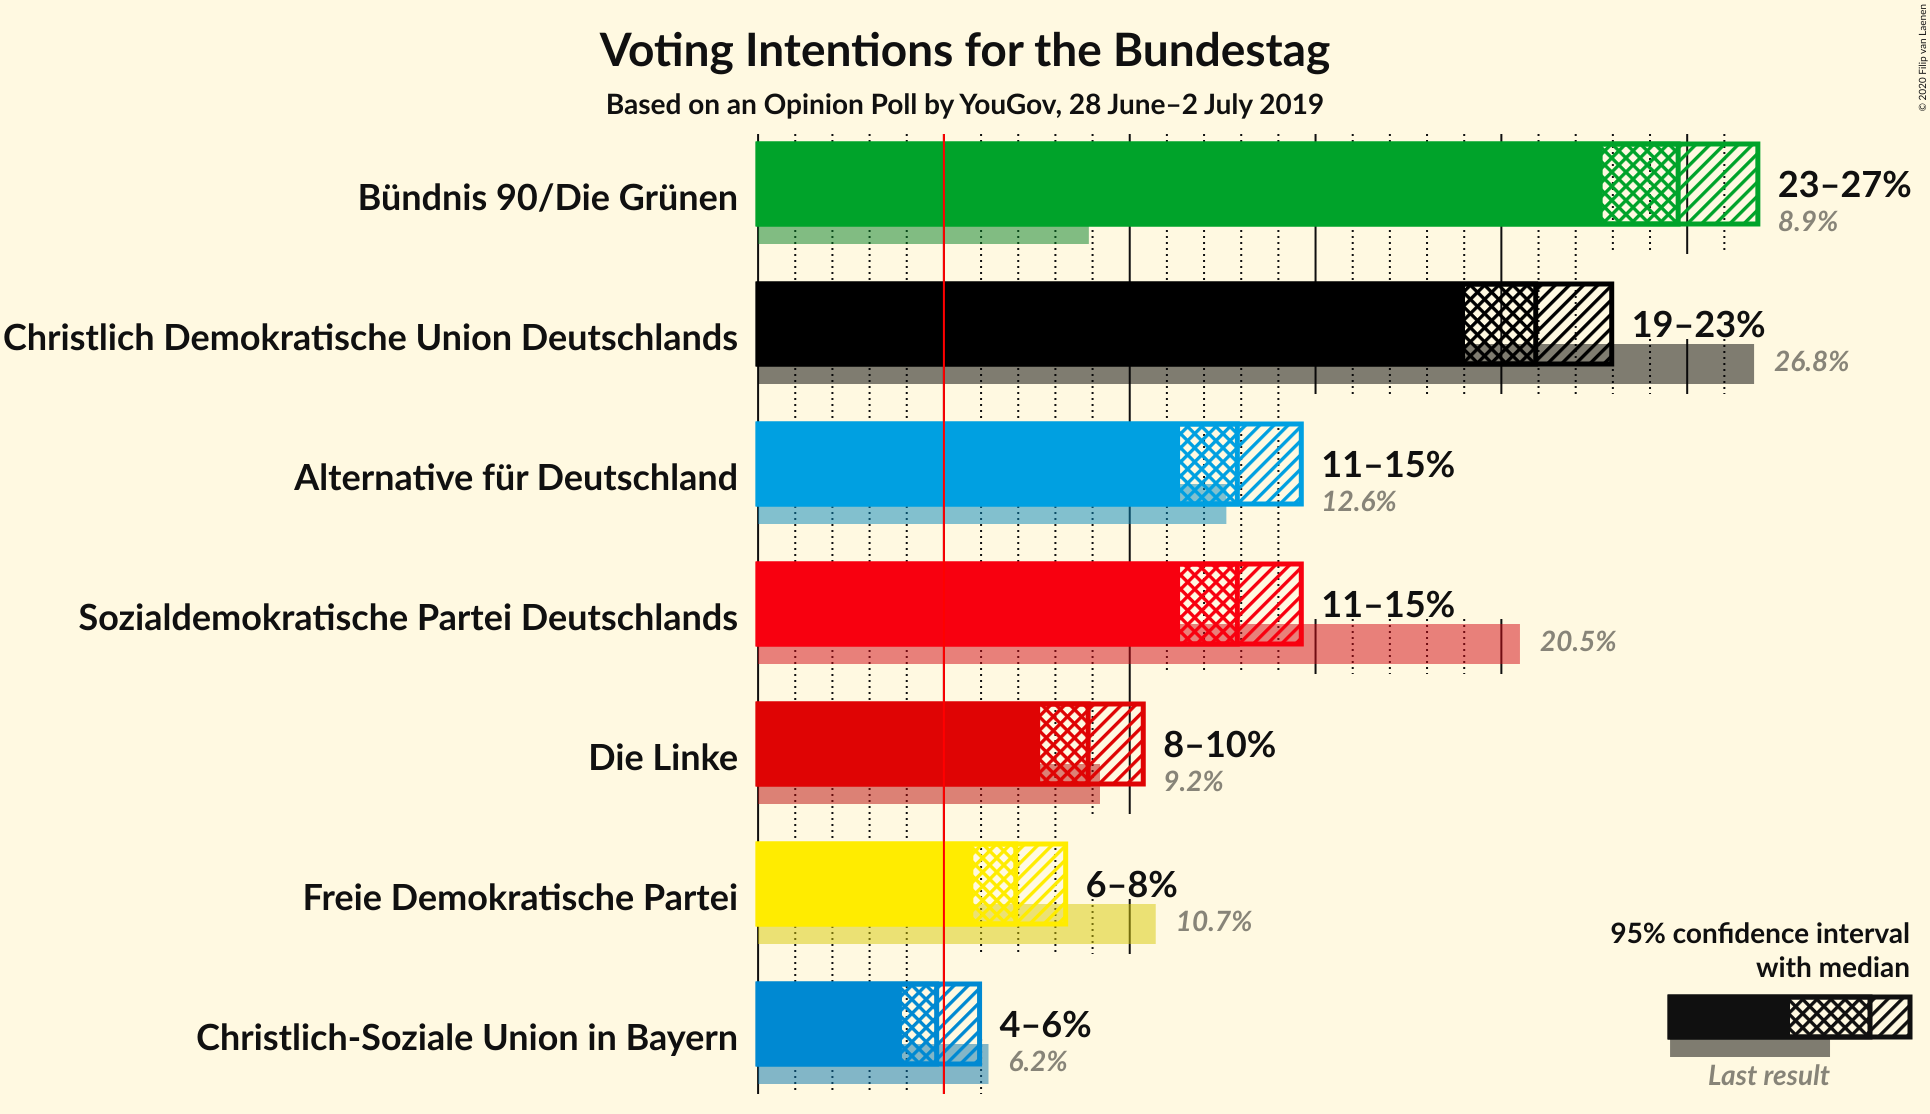 Voting Intentions for the Bundestag
Based on an Opinion Poll by YouGov, 28 June–2 July 2019
© 2020 Filip van Laenen
Bündnis 90/Die Grünen
23–27%
8.9%
Christlich Demokratische Union Deutschlands
19–23%
26.8%
Alternative für Deutschland
11–15%
12.6%
Sozialdemokratische Partei Deutschlands
11–15%
20.5%
Die Linke
8–10%
9.2%
Freie Demokratische Partei
6–8%
10.7%
Christlich-Soziale Union in Bayern
4–6%
6.2%
95% confidence interval
with median
Last result